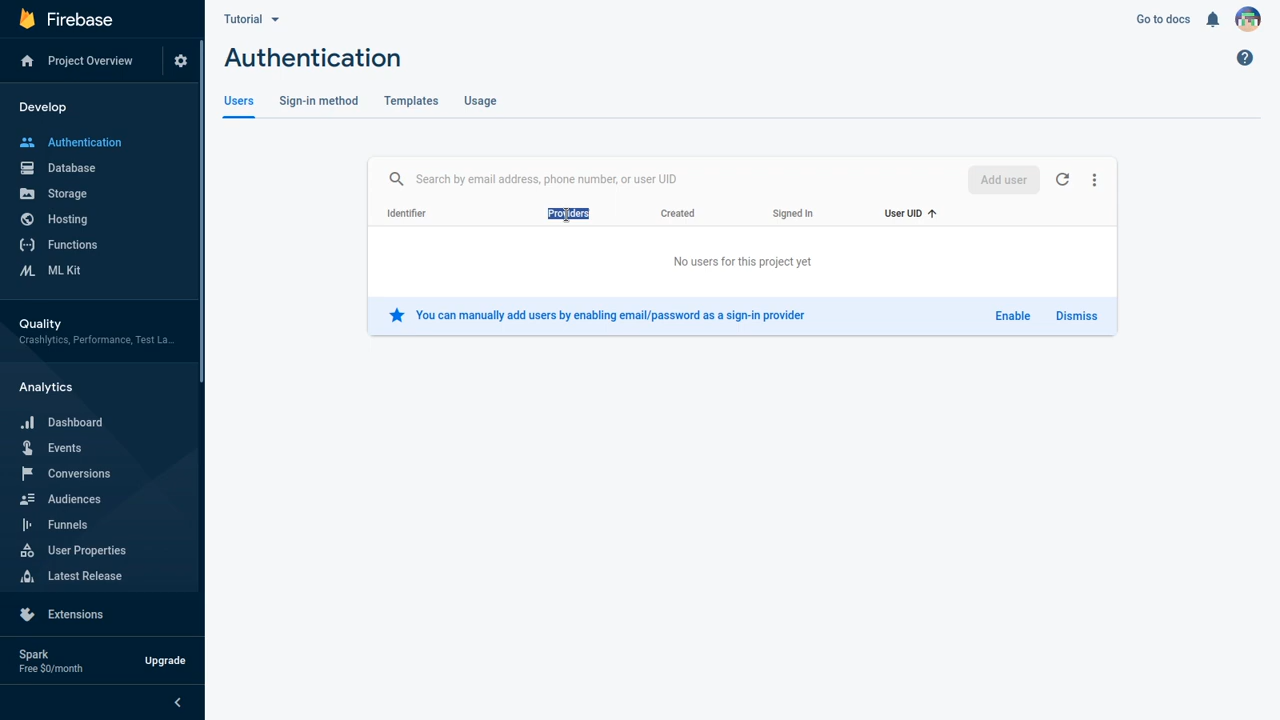 Firebase
Project Overview
Develop
Authentication
Database
Storage
Hosting
Functions
ML Kit
Quality
Crashlytics, Performance, Test La...
Analytics
Dashboard
Events
Conversions
Audiences
Funnels
User Properties
Latest Release
Extensions
Spark
Free $0/month
Upgrade
Tutorial
Go to docs
Authentication
Users Sign-in method Templates Usage
Search by email address, phone number, or user UID
Add user
Identifier Providers Created Signed In User UID
No users for this project yet
You can manually add users by enabling email/password as a sign-in provider
Enable Dismiss